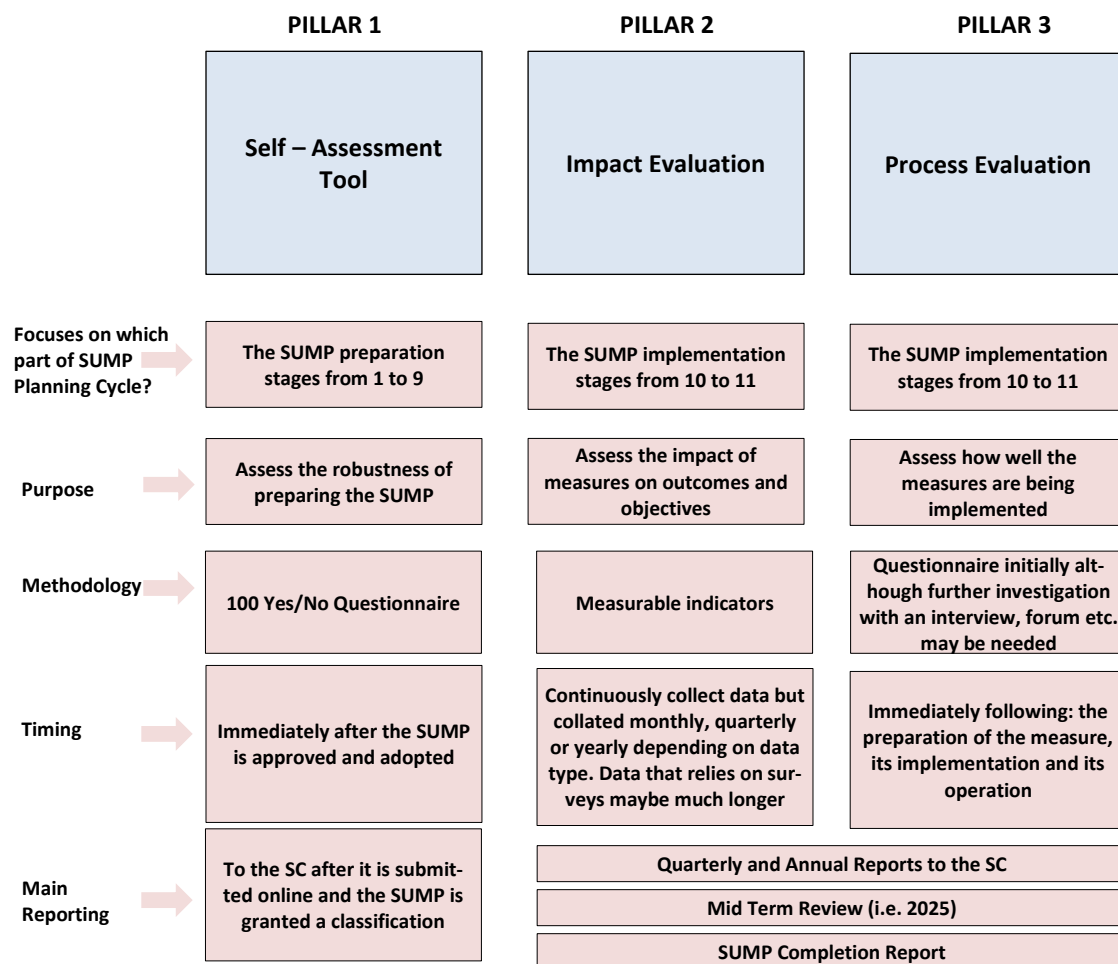 PILLAR 1
PILLAR 2
PILLAR 3
Self – Assessment
Tool
Impact Evaluation
Process Evaluation
Focuses on which
part of SUMP
Planning Cycle?
The SUMP preparation
stages from 1 to 9
The SUMP implementation
stages from 10 to 11
The SUMP implementation
stages from 10 to 11
Purpose
Assess the robustness of
preparing the SUMP
Assess the impact of
measures on outcomes and
objectives
Assess how well the
measures are being
implemented
Methodology
100 Yes/No Questionnaire
Measurable indicators
Questionnaire initially alt-
hough further investigation
with an interview, forum etc.
may be needed
Timing
Immediately after the SUMP
is approved and adopted
Continuously collect data but
collated monthly, quarterly
or yearly depending on data
type. Data that relies on sur-
veys maybe much longer
Immediately following: the
preparation of the measure,
its implementation and its
operation
Main
Reporting
To the SC after it is submit-
ted online and the SUMP is
granted a classification
Quarterly and Annual Reports to the SC
Mid Term Review (i.e. 2025)
SUMP Completion Report